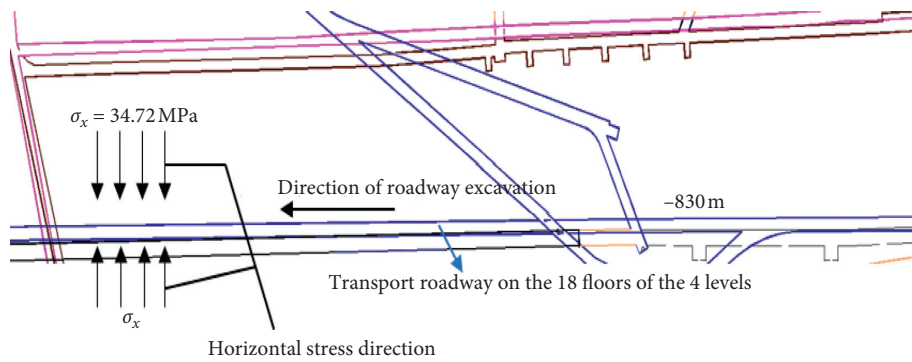 σx = 34.72 MPa
Direction of roadway excavation
–830 m
Transport roadway on the 18 floors of the 4 levels
σx
Horizontal stress direction